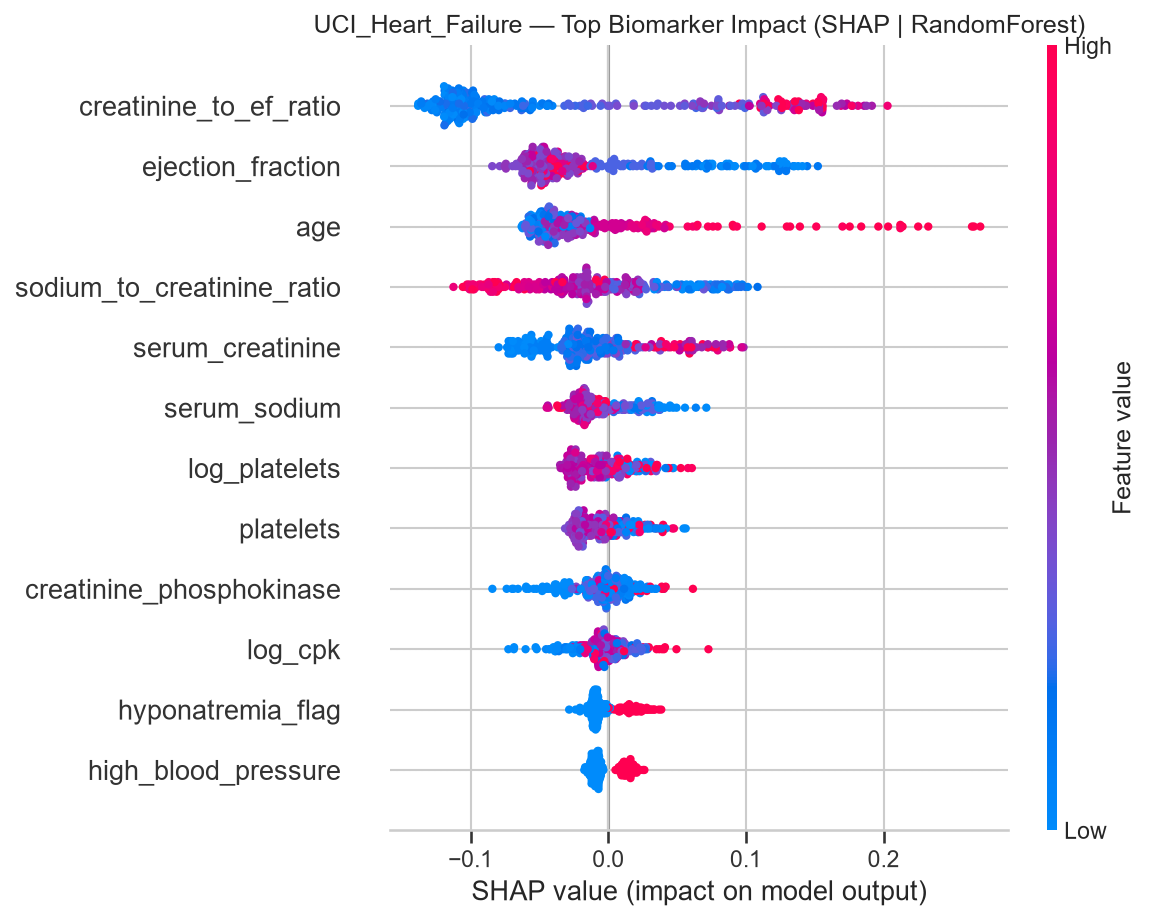 UCI_Heart_Failure — Top Biomarker Impact (SHAP | RandomForest)
High
creatinine_to_ef_ratio
ejection_fraction
age
sodium_to_creatinine_ratio
serum_creatinine
serum_sodium
log_platelets
platelets
creatinine_phosphokinase
log_cpk
hyponatremia_flag
high_blood_pressure
Feature value
Low
−0.1 0.0 0.1 0.2
SHAP value (impact on model output)